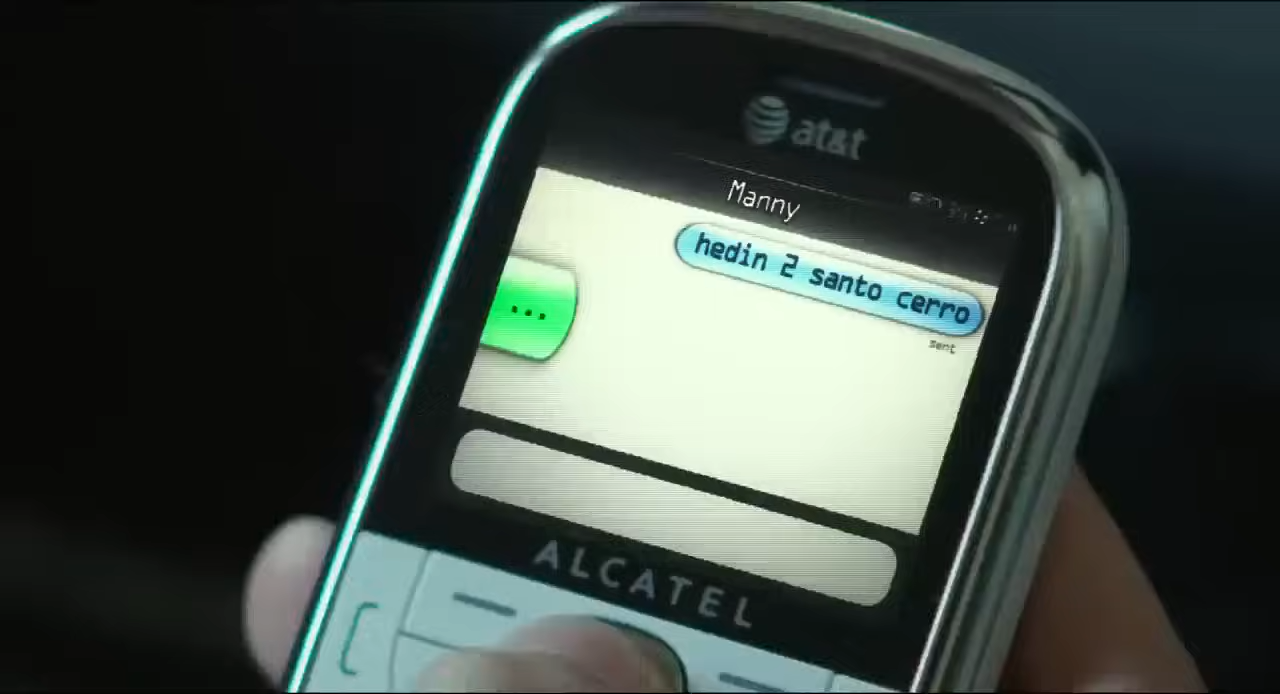 at&t
Manny
hedin 2 santo cerro
sent
...
ALCATEL